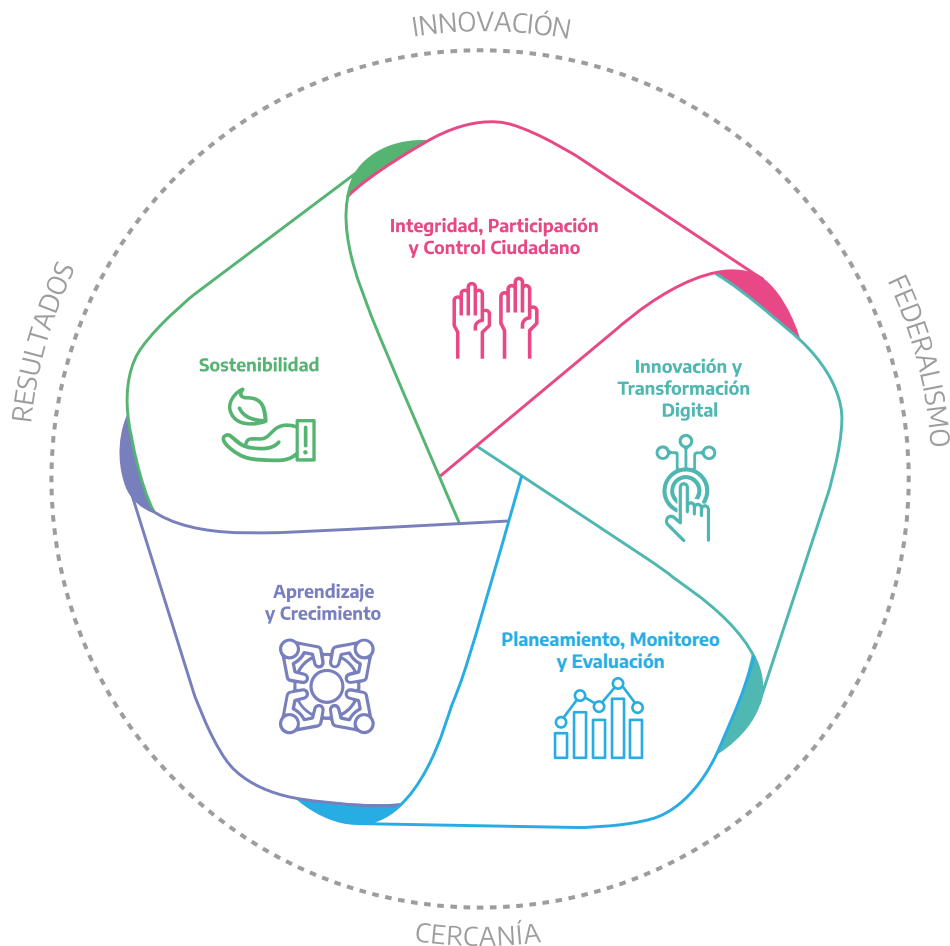 INNOVACIÓN
Integridad, Participación
y Control Ciudadano
RESULTADOS
FEDERALISMO
Sostenibilidad
Innovación y
Transformación
Digital
Aprendizaje
y Crecimiento
Planeamiento, Monitoreo
y Evaluación
CERCANÍA